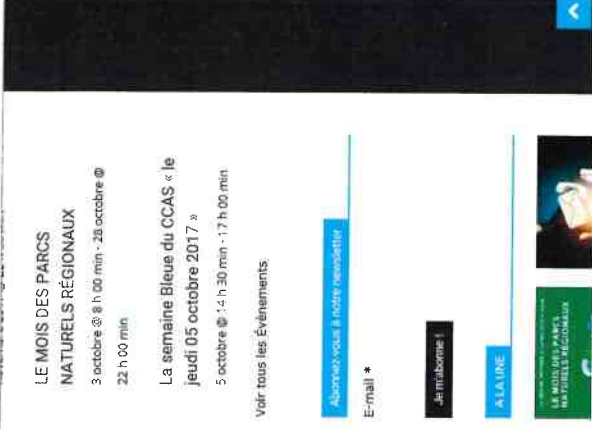 LE MOIS DES PARCS
NATURELS RÉGIONAUX
3 octobre @ 8 h 00 min - 28 octobre @
22 h 00 min
La semaine Bleue du CCAS « le
jeudi 05 octobre 2017 »
5 octobre @ 14 h 30 min - 17 h 00 min
Voir tous les Évènements
Abonnez-vous à notre newsletter
E-mail *
Je m'abonne !
A LA UNE
LE MOIS DES PARCS
NATURELS RÉGIONAUX